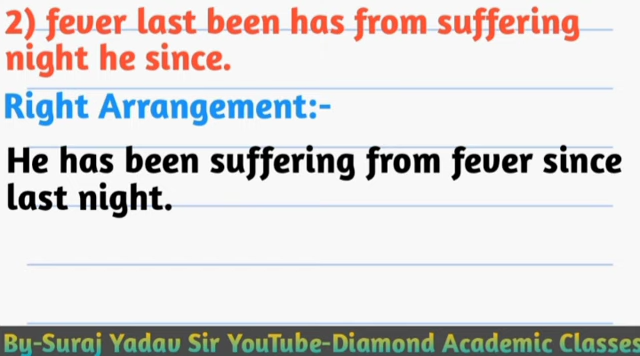 2) fever last been has from suffering
night he since.
Right Arrangement:-
He has been suffering from fever since
last night.
By-Suraj Yadav Sir YouTube-Diamond Academic Classes